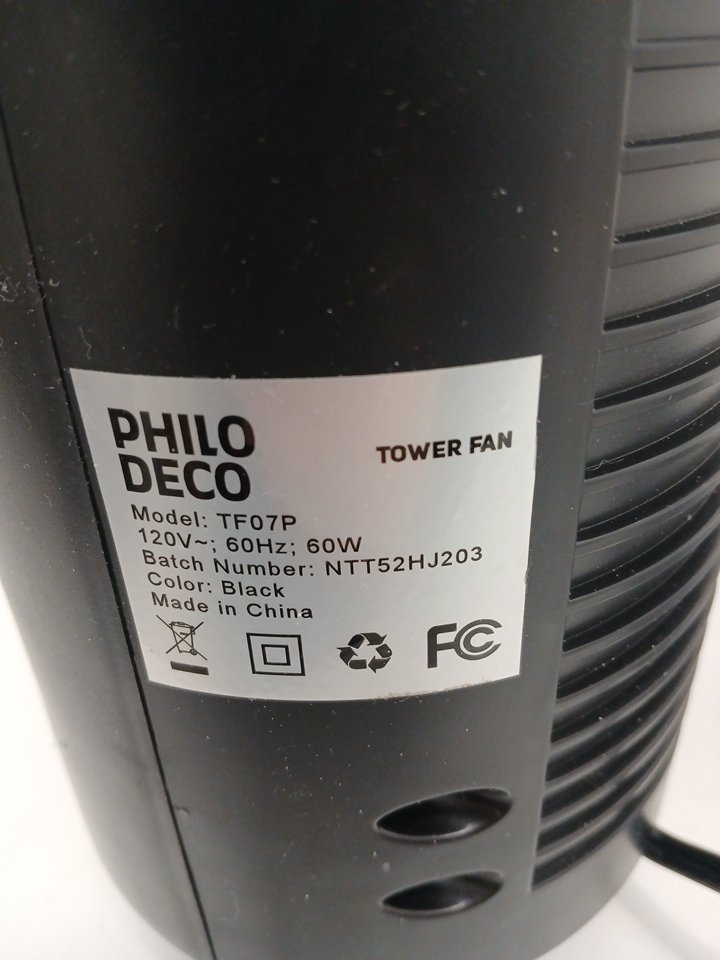 PHILO
DECO
TOWER FAN
Model: TF07P
120V~; 60Hz; 60W
Batch Number: NTT52HJ203
Color: Black
Made in China
FC